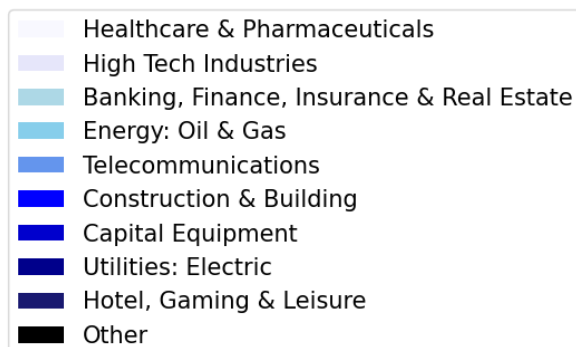 Healthcare & Pharmaceuticals
High Tech Industries
Banking, Finance, Insurance & Real Estate
Energy: Oil & Gas
Telecommunications
Construction & Building
Capital Equipment
Utilities: Electric
Hotel, Gaming & Leisure
Other